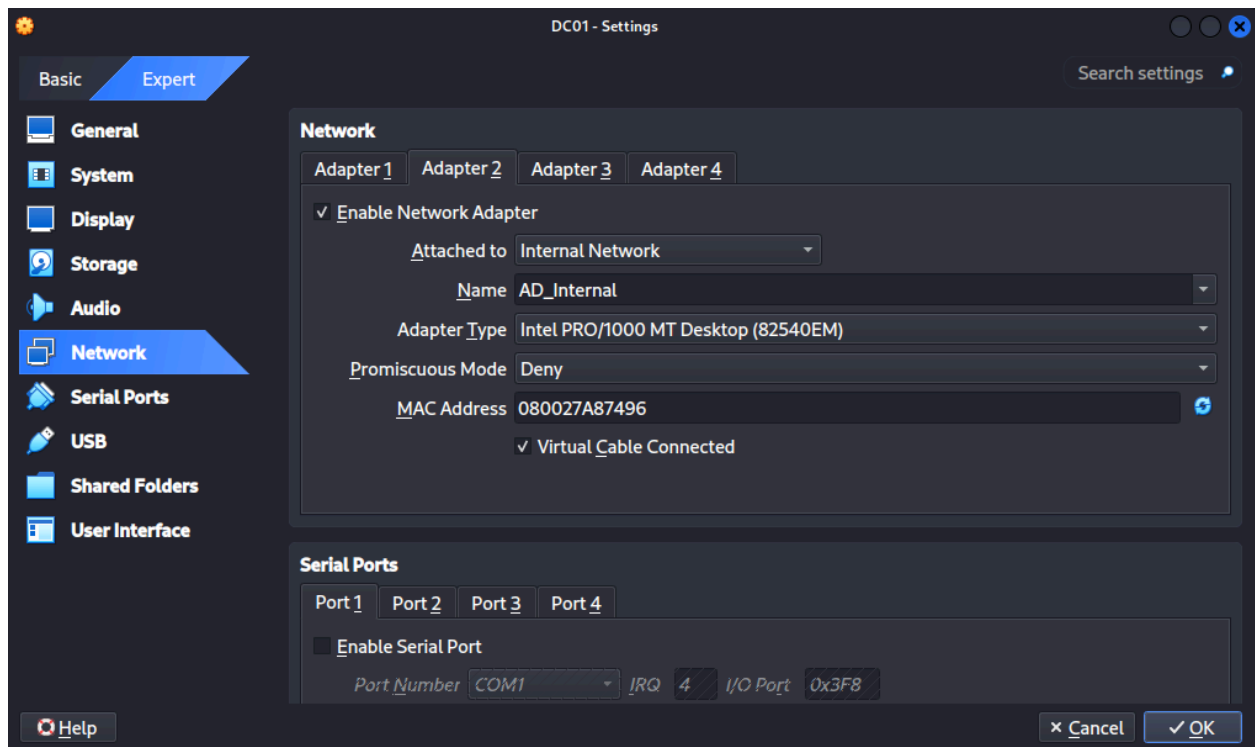 DC01 - Settings
Basic
Expert
Search settings
General
System
Display
Storage
Audio
Network
Serial Ports
USB
Shared Folders
User Interface
Network
Adapter 1 Adapter 2 Adapter 3 Adapter 4
Enable Network Adapter
Attached to Internal Network
Name AD_Internal
Adapter Type Intel PRO/1000 MT Desktop (82540EM)
Promiscuous Mode Deny
MAC Address 080027A87496
Virtual Cable Connected
Serial Ports
Port 1 Port 2 Port 3 Port 4
Enable Serial Port
Port Number COM1 IRQ 4 I/O Port 0x3F8
Help
Cancel
OK